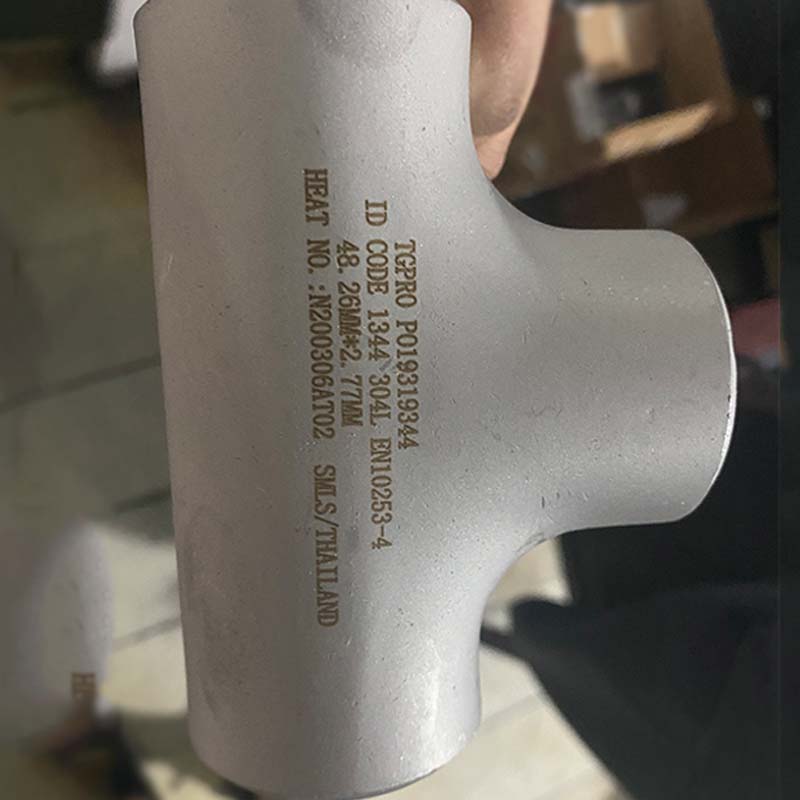 TGPRO PO19319344
ID CODE 1344 304L EN10253-4
48.26MM*2.77MM
HEAT NO.:N200306AT02 SMLS/THAILAND